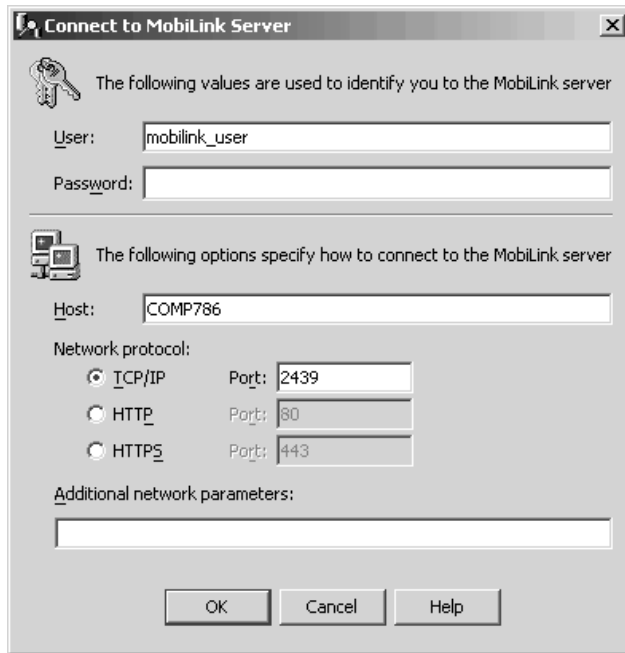 Connect to MobiLink Server
The following values are used to identify you to the MobiLink server
User: mobilink_user
Password:
The following options specify how to connect to the MobiLink server
Host: COMP786
Network protocol:
TCP/IP Port: 2439
HTTP Port: 80
HTTPS Port: 443
Additional network parameters:
OK Cancel Help